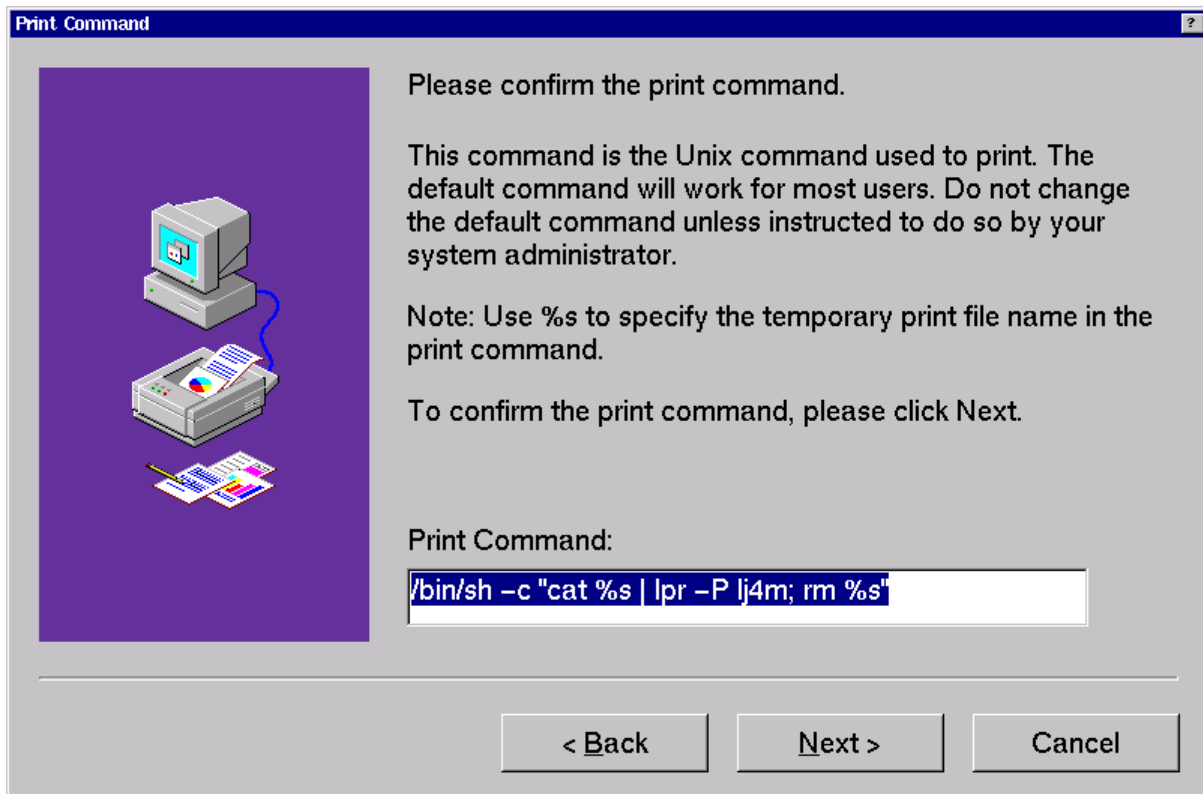 Print Command
?
Please confirm the print command.
This command is the Unix command used to print. The
default command will work for most users. Do not change
the default command unless instructed to do so by your
system administrator.
Note: Use %s to specify the temporary print file name in the
print command.
To confirm the print command, please click Next.
Print Command:
/bin/sh –c "cat %s | lpr –P lj4m; rm %s"
< Back
Next >
Cancel